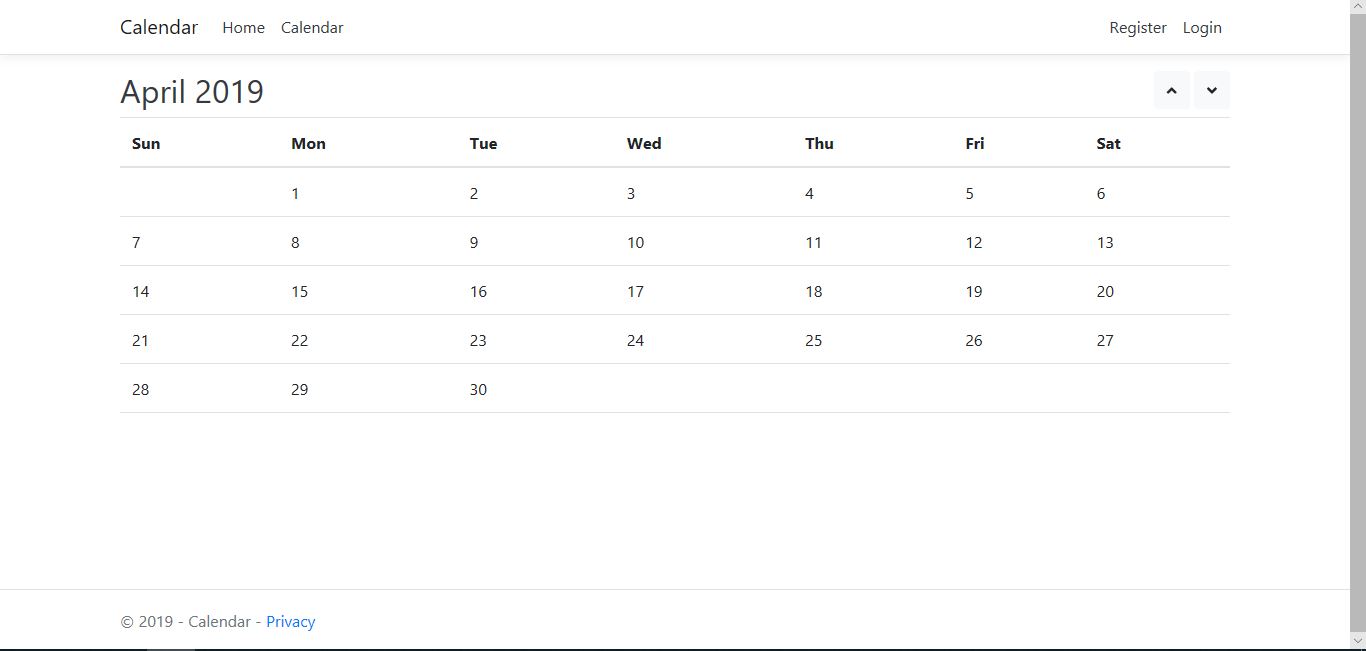 Calendar Home Calendar Register Login
April 2019
Sun Mon Tue Wed Thu Fri Sat
1 2 3 4 5 6
7 8 9 10 11 12 13
14 15 16 17 18 19 20
21 22 23 24 25 26 27
28 29 30
© 2019 - Calendar - Privacy